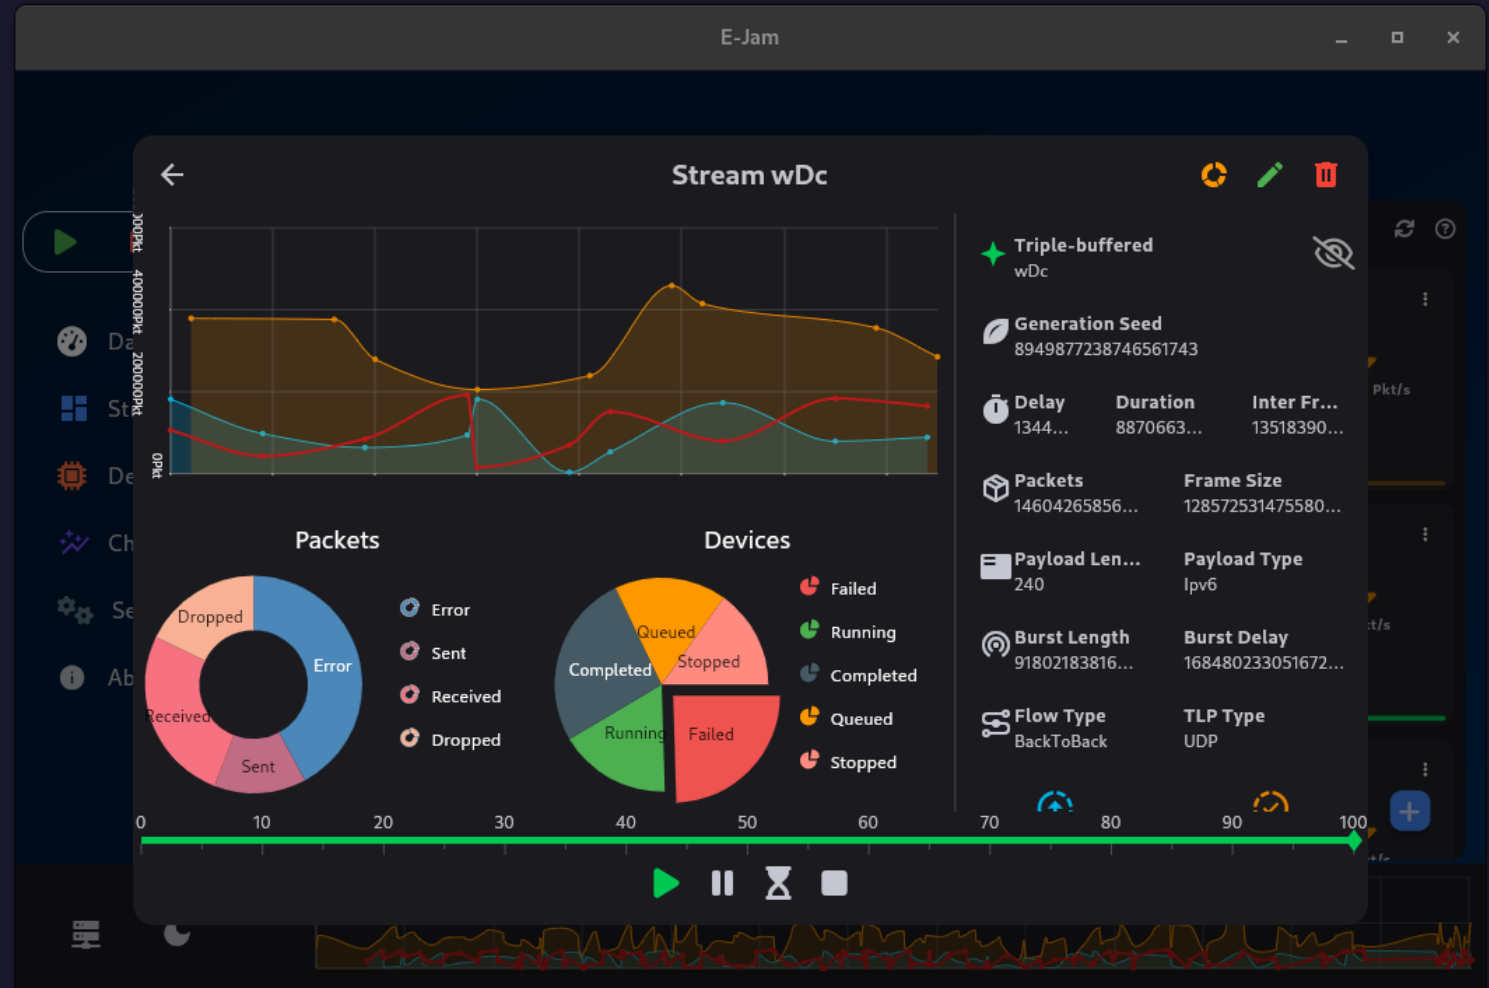 E-Jam
Stream wDc
Triple-buffered
wDc
Generation Seed
8949877238746561743
Delay Duration Inter Fr...
1344... 8870663... 13518390...
Packets Frame Size
14604265856... 128572531475580...
Payload Len... Payload Type
240 Ipv6
Burst Length Burst Delay
91802183816... 168480233051672...
Flow Type TLP Type
BackToBack UDP
400000Pkt
200000Pkt
0Pkt
Packets
Dropped
Error
Received
Sent
Error
Sent
Received
Dropped
Devices
Queued
Stopped
Completed
Running
Failed
Failed
Running
Completed
Queued
Stopped
0 10 20 30 40 50 60 70 80 90 100
Da
St
De
Ch
Se
Ab
Pkt/s